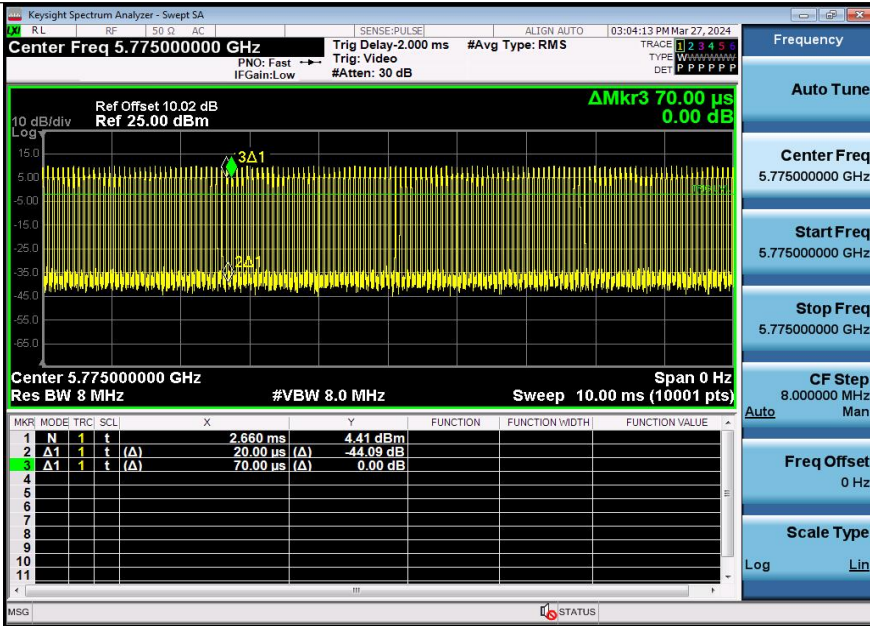 Keysight Spectrum Analyzer - Swept SA
LXI RL RF 50 Ω AC SENSE:PULSE ALIGN AUTO 03:04:13 PM Mar 27, 2024
Center Freq 5.775000000 GHz
PNO: Fast
IFGain:Low
Trig Delay-2.000 ms
Trig: Video
#Atten: 30 dB
#Avg Type: RMS
TRACE 1 2 3 4 5 6
TYPE WWWWWW
DET P P P P P P
ΔMkr3 70.00 µs
0.00 dB
Ref Offset 10.02 dB
10 dB/div Ref 25.00 dBm
Log
15.0
5.00
-5.00
-15.0
-25.0
-35.0
-45.0
-55.0
-65.0
3Δ1
2Δ1
Center 5.775000000 GHz Span 0 Hz
Res BW 8 MHz #VBW 8.0 MHz Sweep 10.00 ms (10001 pts)
MKR MODE TRC SCL X Y FUNCTION FUNCTION WIDTH FUNCTION VALUE
1 N 1 t 2.660 ms 4.41 dBm
2 Δ1 1 t (Δ) 20.00 µs (Δ) -44.09 dB
3 Δ1 1 t (Δ) 70.00 µs (Δ) 0.00 dB
4
5
6
7
8
9
10
11
MSG STATUS
Frequency
Auto Tune
Center Freq
5.775000000 GHz
Start Freq
5.775000000 GHz
Stop Freq
5.775000000 GHz
CF Step
8.000000 MHz
Auto Man
Freq Offset
0 Hz
Scale Type
Log Lin